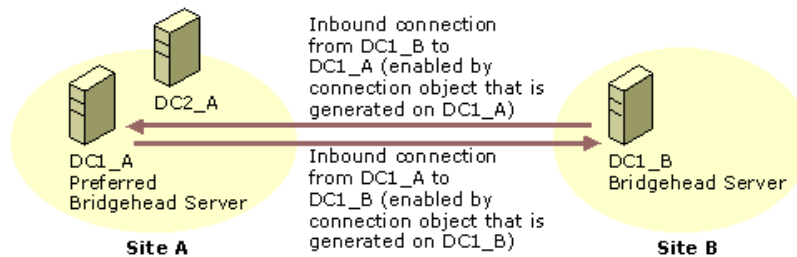 Inbound connection
from DC1_B to
DC1_A (enabled by
connection object that is
generated on DC1_A)
DC2_A
DC1_A
Preferred
Bridgehead Server
Inbound connection
from DC1_A to
DC1_B (enabled by
connection object that is
generated on DC1_B)
DC1_B
Bridgehead Server
Site A
Site B